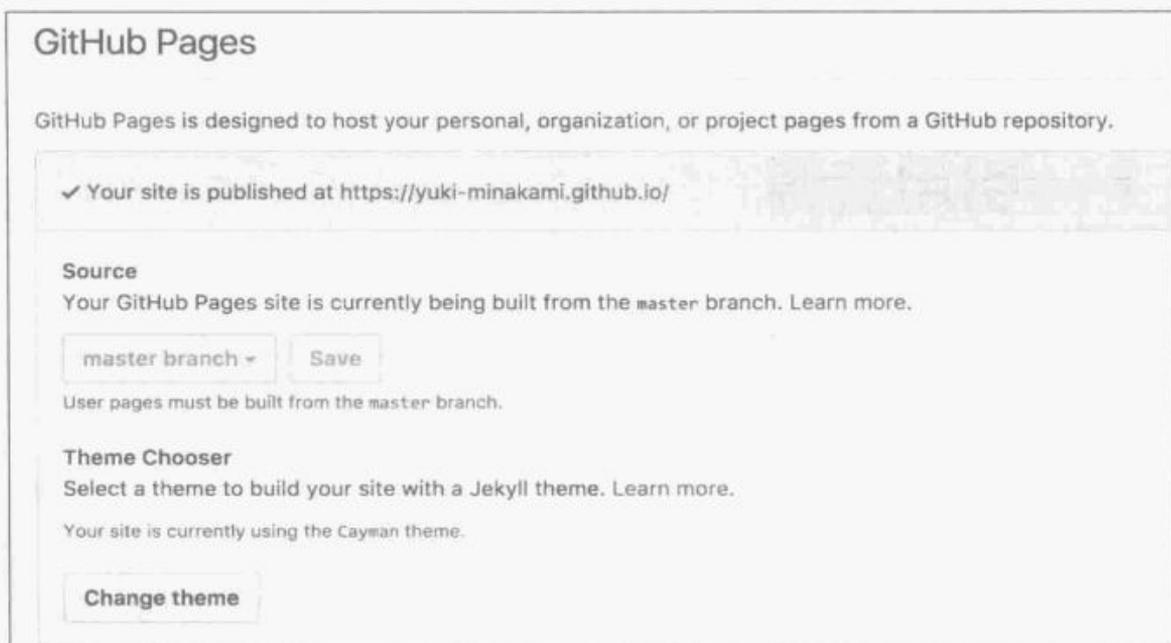 GitHub Pages
GitHub Pages is designed to host your personal, organization, or project pages from a GitHub repository.
✓ Your site is published at https://yuki-minakami.github.io/
Source
Your GitHub Pages site is currently being built from the master branch. Learn more.
master branch ▾ Save
User pages must be built from the master branch.
Theme Chooser
Select a theme to build your site with a Jekyll theme. Learn more.
Your site is currently using the Cayman theme.
Change theme